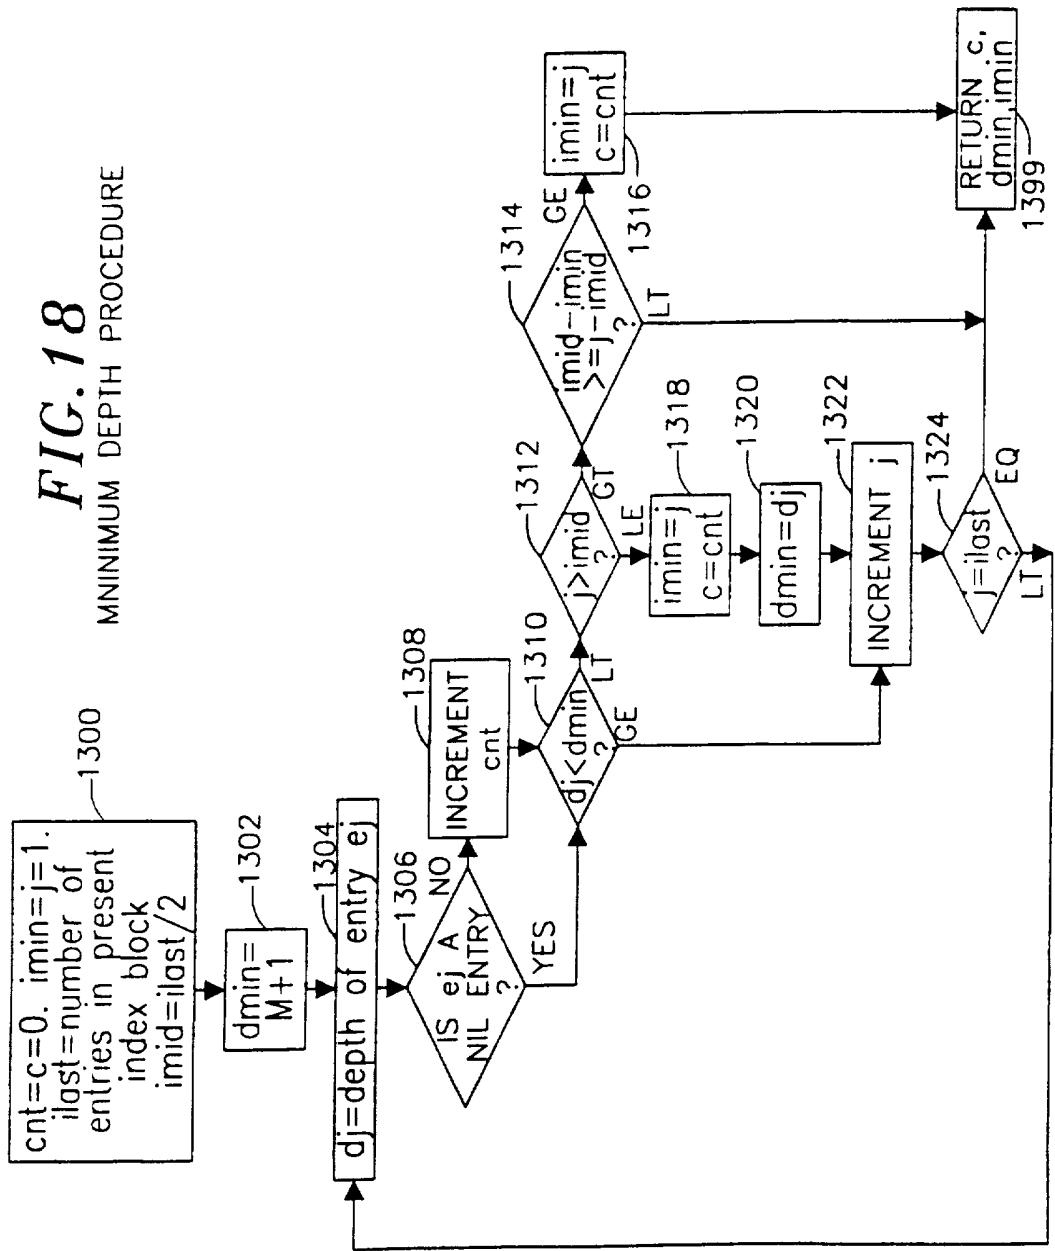 FIG.18
MNINIMUM DEPTH PROCEDURE
cnt=c=0. imin=j=1.
ilast=number of
entries in present
index block
imid=ilast/2
1300
dmin=
M+1
1302
1304
dj=depth of entry ej
1306
IS ej A
NIL ENTRY
?
NO
YES
INCREMENT
cnt
1308
dj<dmin
?
1310
LT
GE
j>imid
?
1312
GT
LE
imid-imin
>=j-imid
?
1314
GE
LT
imin=j
c=cnt
1316
imin=j
c=cnt
1318
dmin=dj
1320
INCREMENT j
1322
j=ilast
?
1324
EQ
LT
RETURN c,
dmin,imin
1399